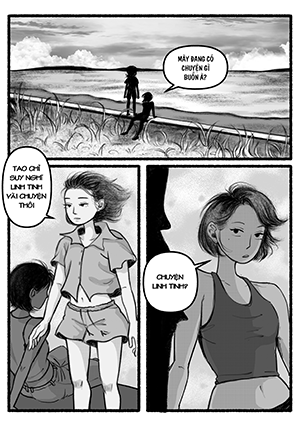 MÀY ĐANG CÓ
CHUYỆN GÌ
BUỒN Á?
TAO CHỈ
SUY NGHĨ
LINH TINH
VÀI CHUYỆN
THÔI
CHUYỆN
LINH TINH?